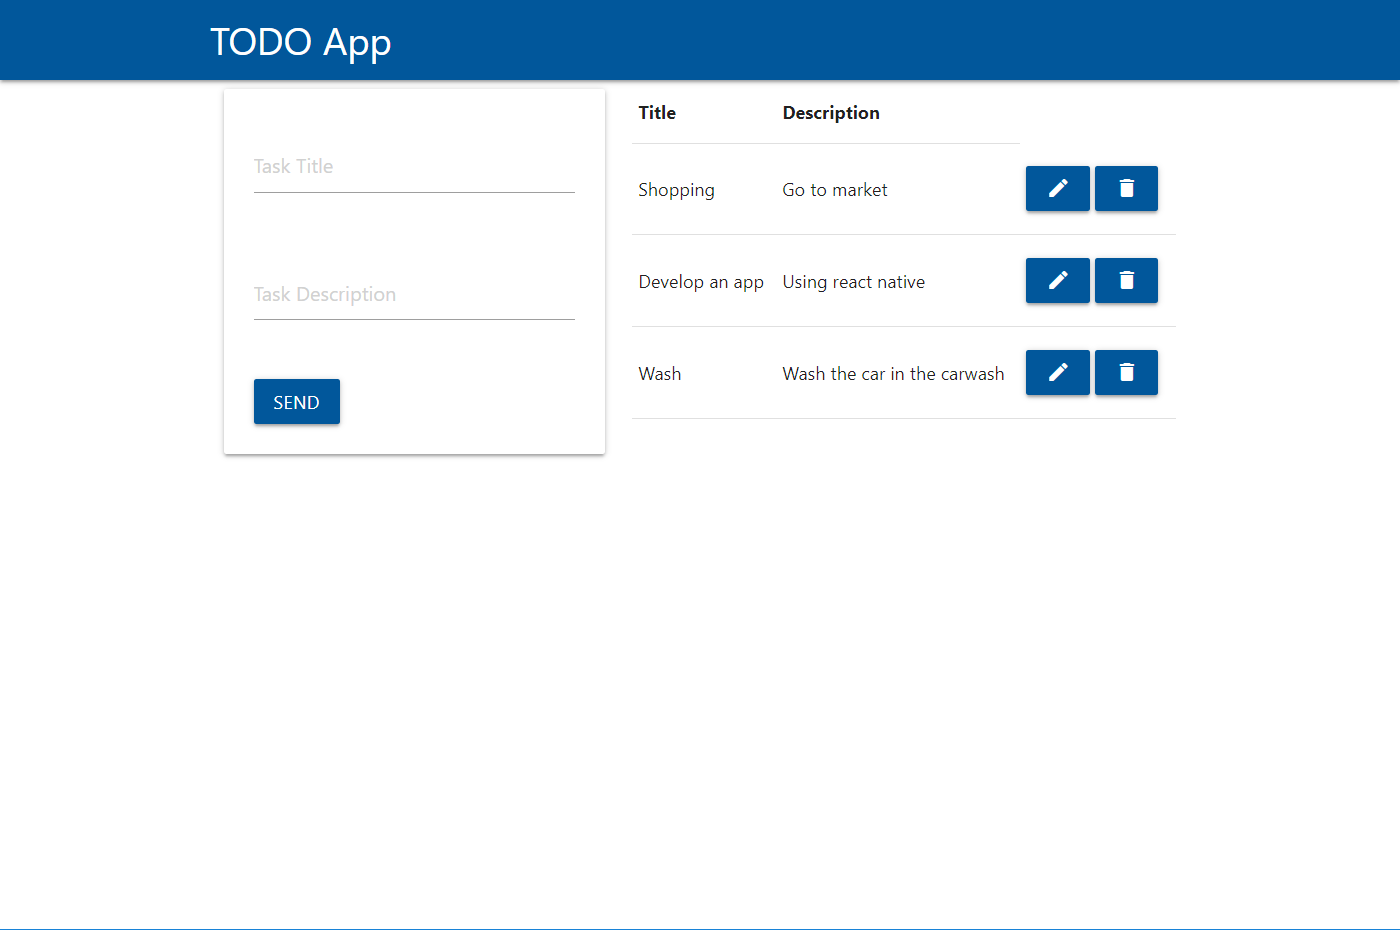 TODO App
Task Title
Task Description
SEND
Title Description
Shopping Go to market
Develop an app Using react native
Wash Wash the car in the carwash